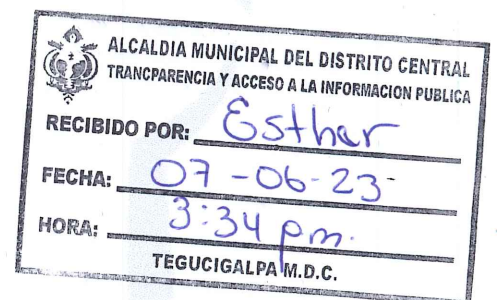 ALCALDIA MUNICIPAL DEL DISTRITO CENTRAL
TRANCPARENCIA Y ACCESO A LA INFORMACION PUBLICA
RECIBIDO POR: Esther
FECHA: 07-06-23-
HORA: 3:34 pm.
TEGUCIGALPA M.D.C.